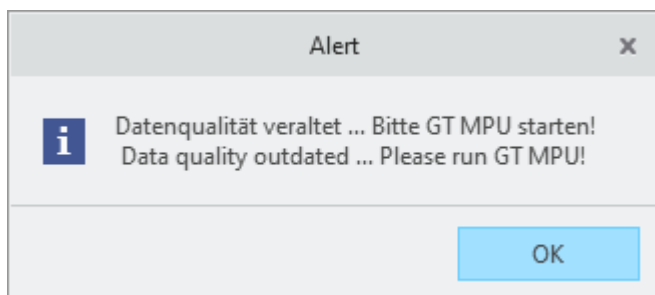 Alert
Datenqualität veraltet ... Bitte GT MPU starten!
Data quality outdated ... Please run GT MPU!
OK